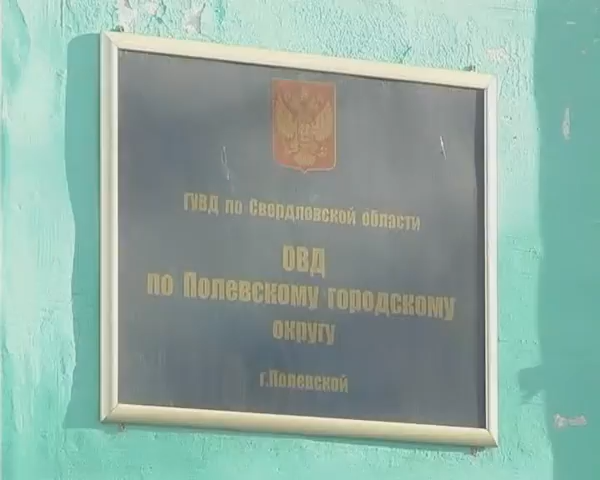 ГУВД по Свердловской области
ОВД
по Полевскому городскому
округу
г.Полевской